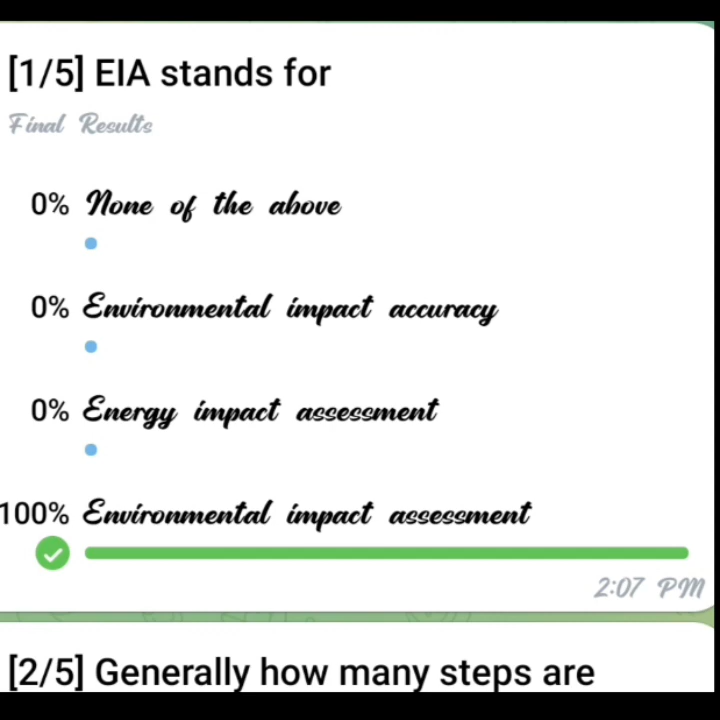 [1/5] EIA stands for
Final Results
0% None of the above
0% Environmental impact accuracy
0% Energy impact assessment
100% Environmental impact assessment
2:07 PM
[2/5] Generally how many steps are